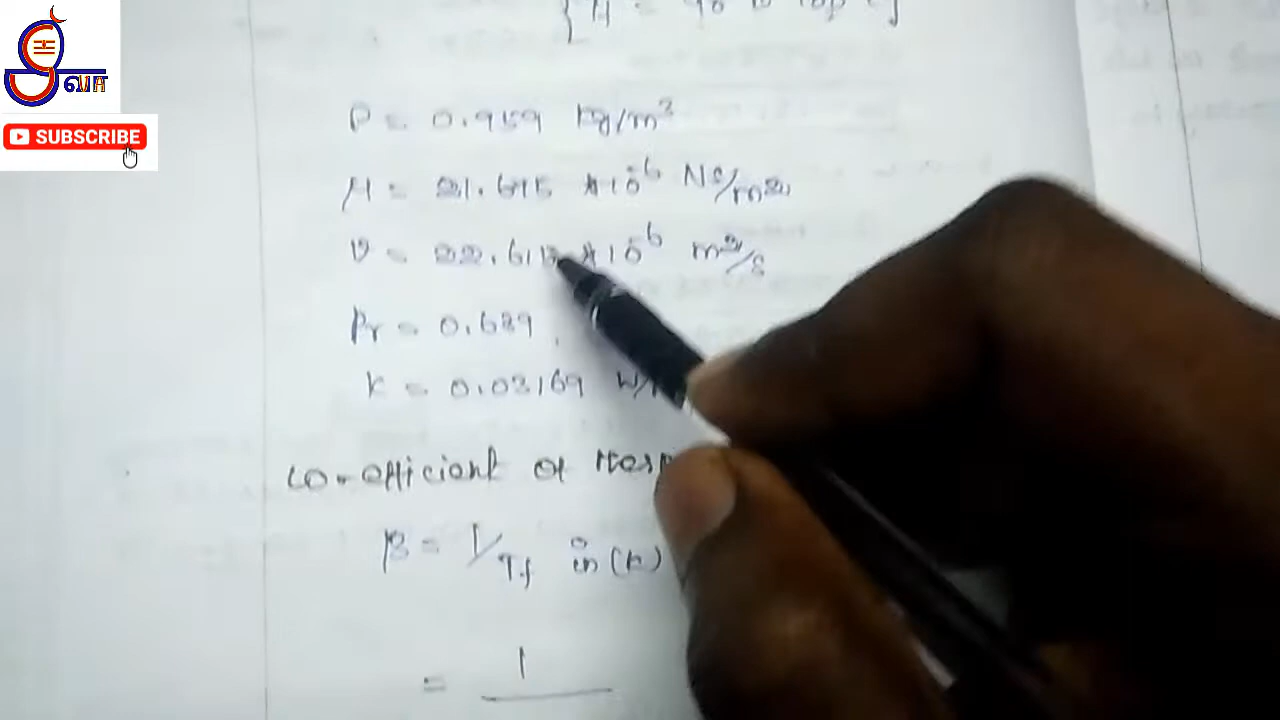 வா
SUBSCRIBE
ρ = 0.959 kg/m³
μ = 21.615 *10⁻⁶ Ns/m²
ν = 22.615 *10⁻⁶ m²/s
Pr = 0.689
k = 0.03169 W/
co-efficient of
β = 1/Tf in (k)
= 1